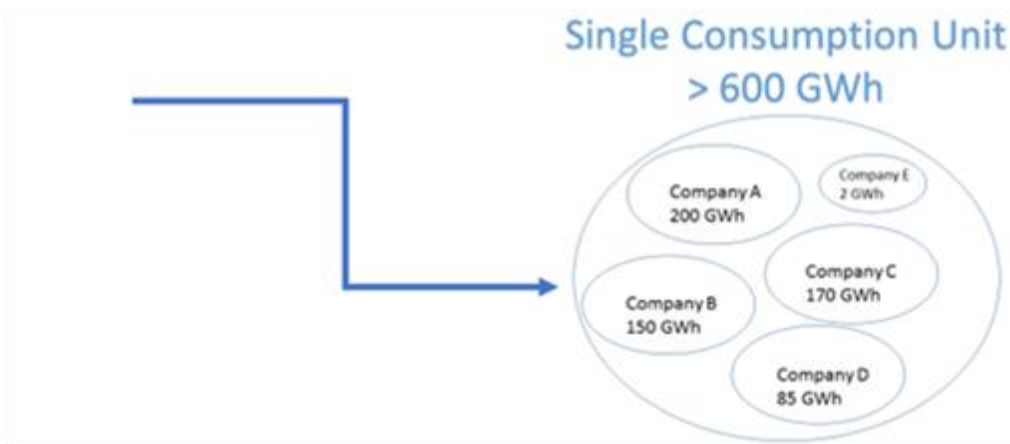 Single Consumption Unit
> 600 GWh
Company A
200 GWh
Company E
2 GWh
Company C
170 GWh
Company B
150 GWh
Company D
85 GWh